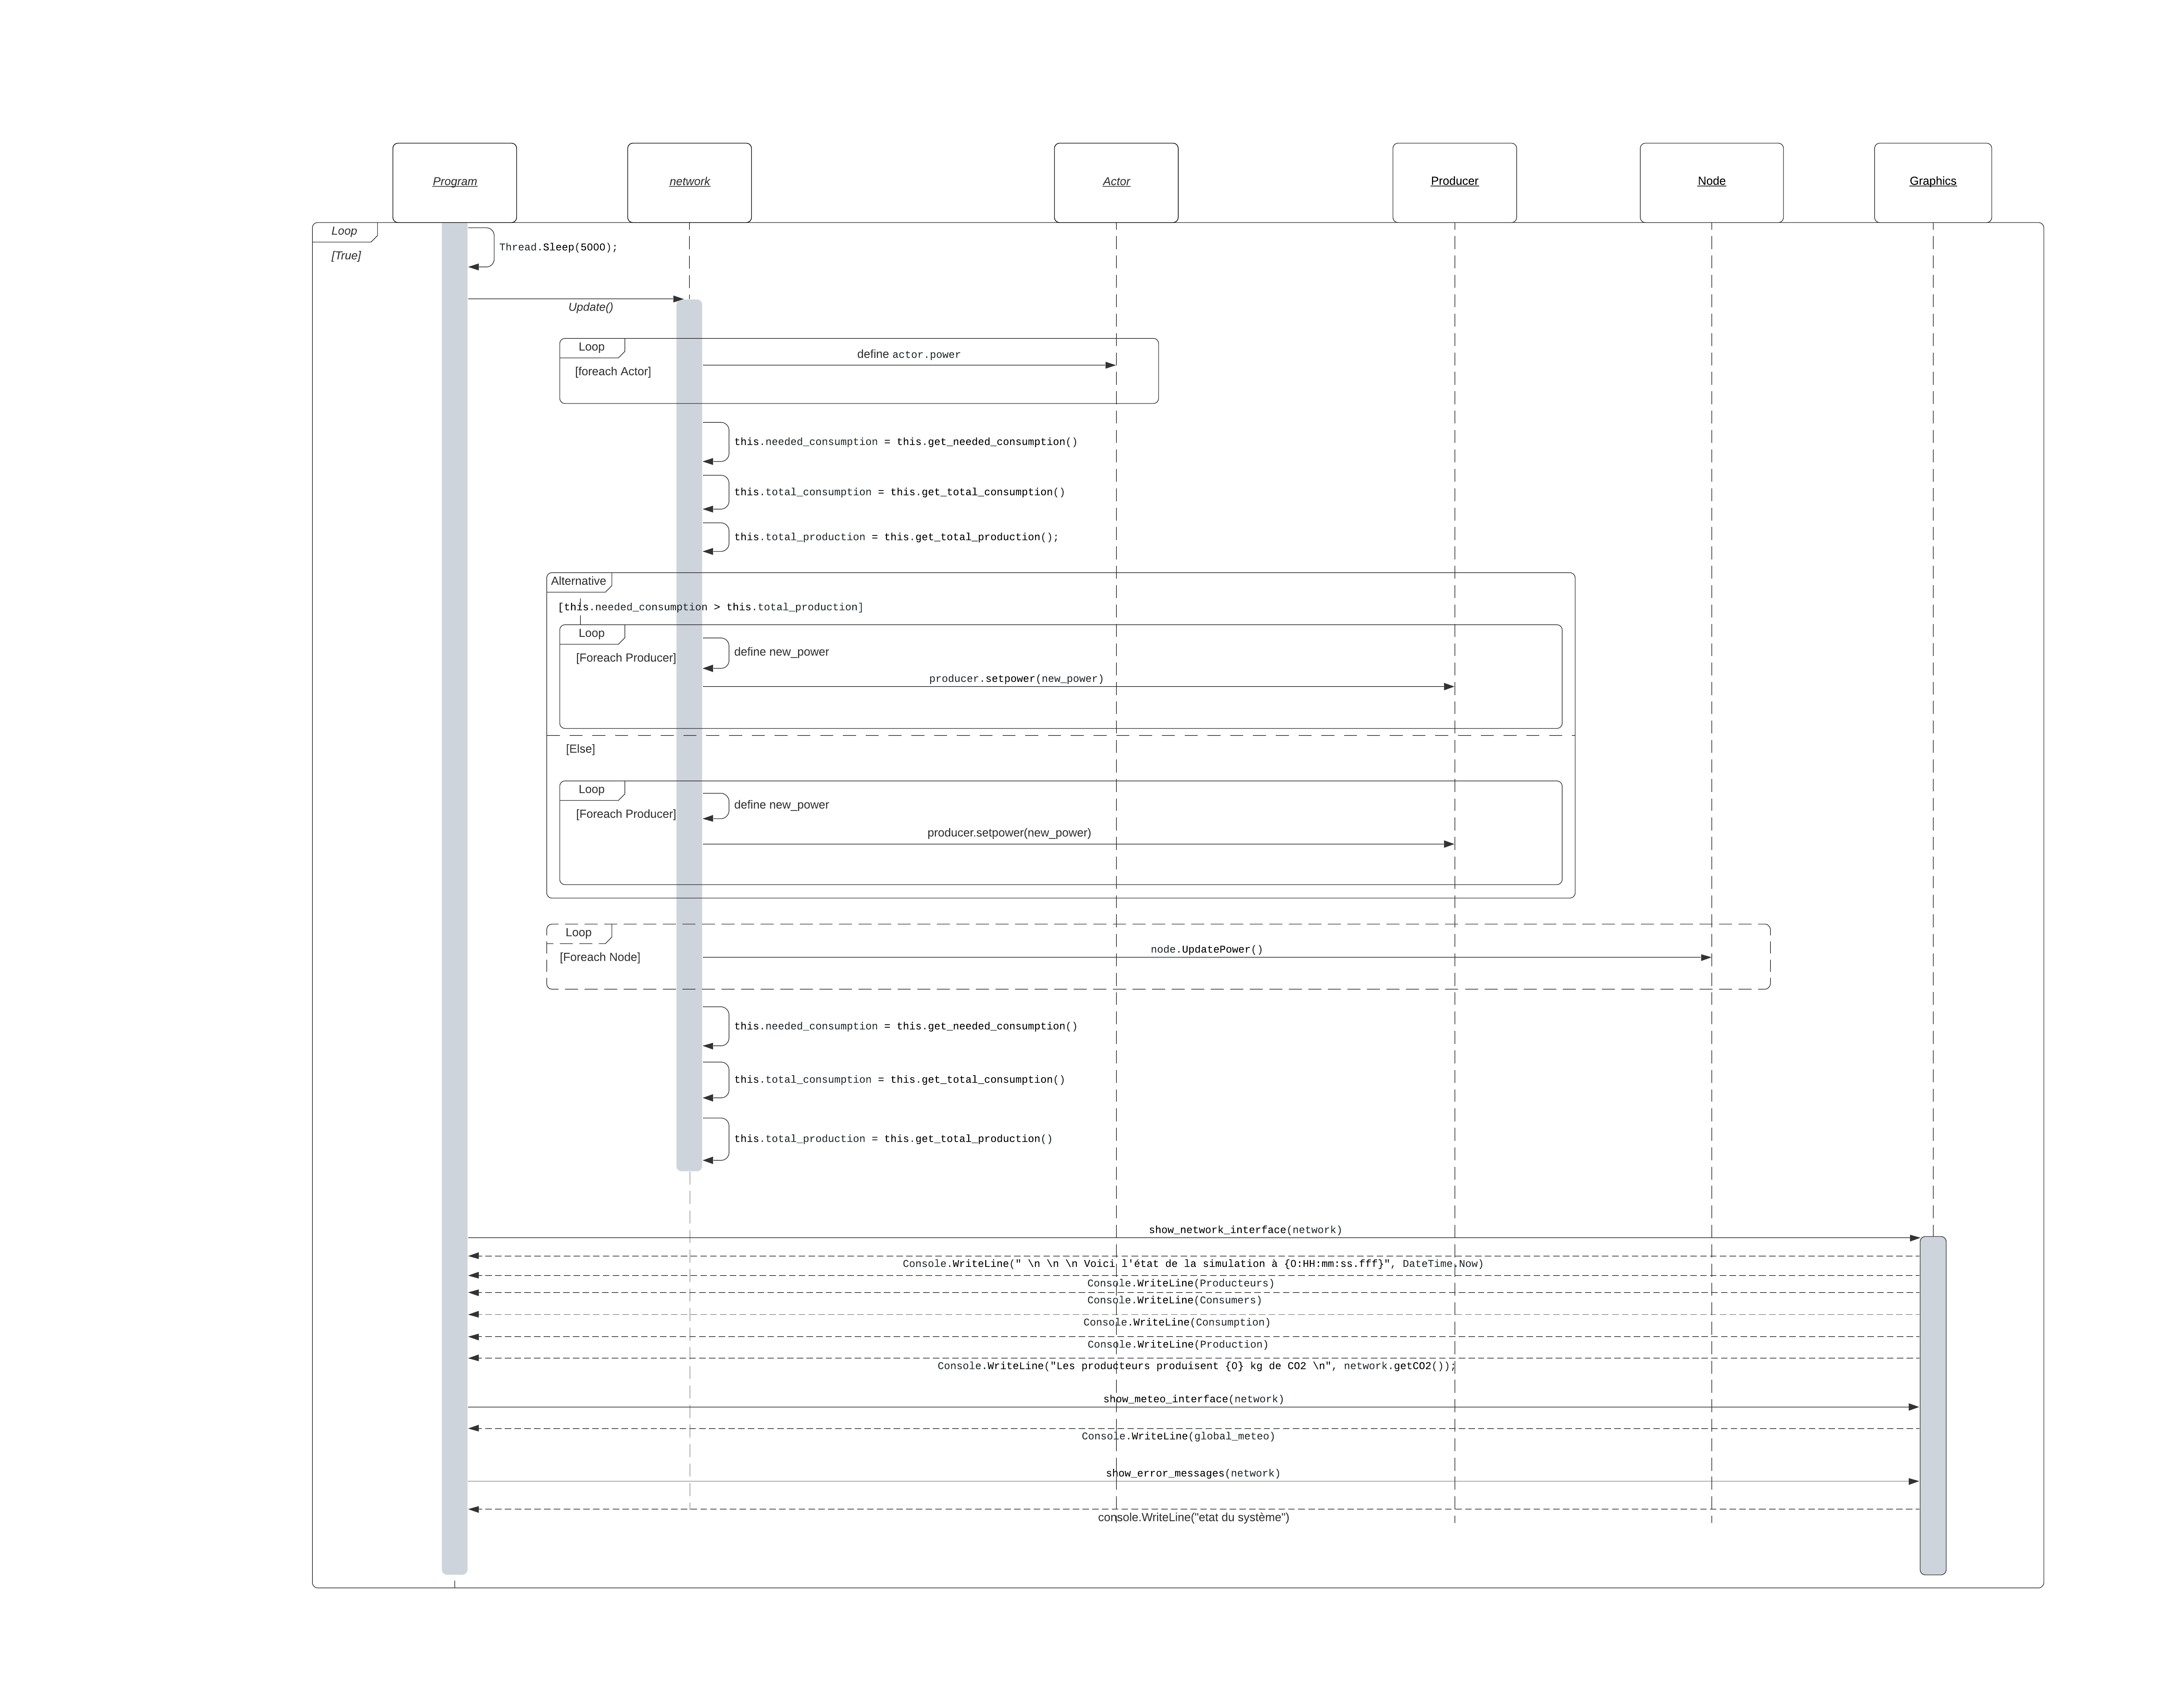 Program
network
Actor
Producer
Node
Graphics
Loop
[True]
Thread.Sleep(5000);
Update()
Loop
[foreach Actor]
define actor.power
this.needed_consumption = this.get_needed_consumption()
this.total_consumption = this.get_total_consumption()
this.total_production = this.get_total_production();
Alternative
[this.needed_consumption > this.total_production]
Loop
[Foreach Producer]
define new_power
producer.setpower(new_power)
[Else]
Loop
[Foreach Producer]
define new_power
producer.setpower(new_power)
Loop
[Foreach Node]
node.UpdatePower()
this.needed_consumption = this.get_needed_consumption()
this.total_consumption = this.get_total_consumption()
this.total_production = this.get_total_production()
show_network_interface(network)
Console.WriteLine(" \n \n \n Voici l'état de la simulation à {0:HH:mm:ss.fff}", DateTime.Now)
Console.WriteLine(Producteurs)
Console.WriteLine(Consumers)
Console.WriteLine(Consumption)
Console.WriteLine(Production)
Console.WriteLine("Les producteurs produisent {0} kg de CO2 \n", network.getCO2());
show_meteo_interface(network)
Console.WriteLine(global_meteo)
show_error_messages(network)
console.WriteLine("etat du système")